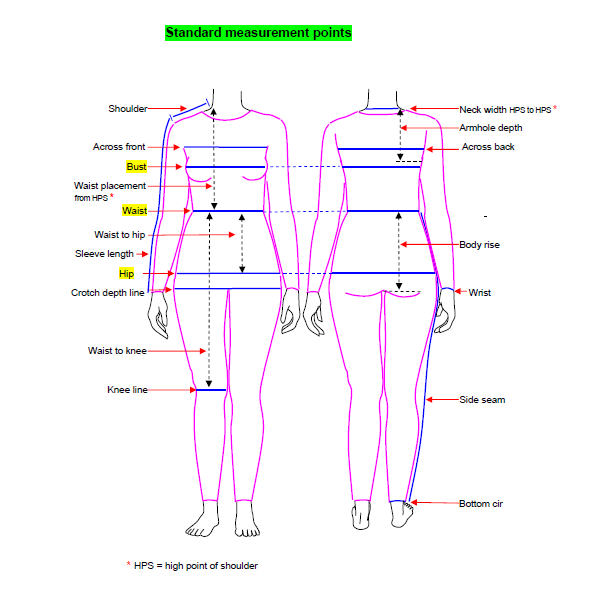 Standard measurement points
Shoulder
Across front
Bust
Waist placement
from HPS *
Waist
Waist to hip
Sleeve length
Hip
Crotch depth line
Waist to knee
Knee line
Neck width HPS to HPS *
Armhole depth
Across back
-
Body rise
Wrist
Side seam
Bottom cir
* HPS = high point of shoulder